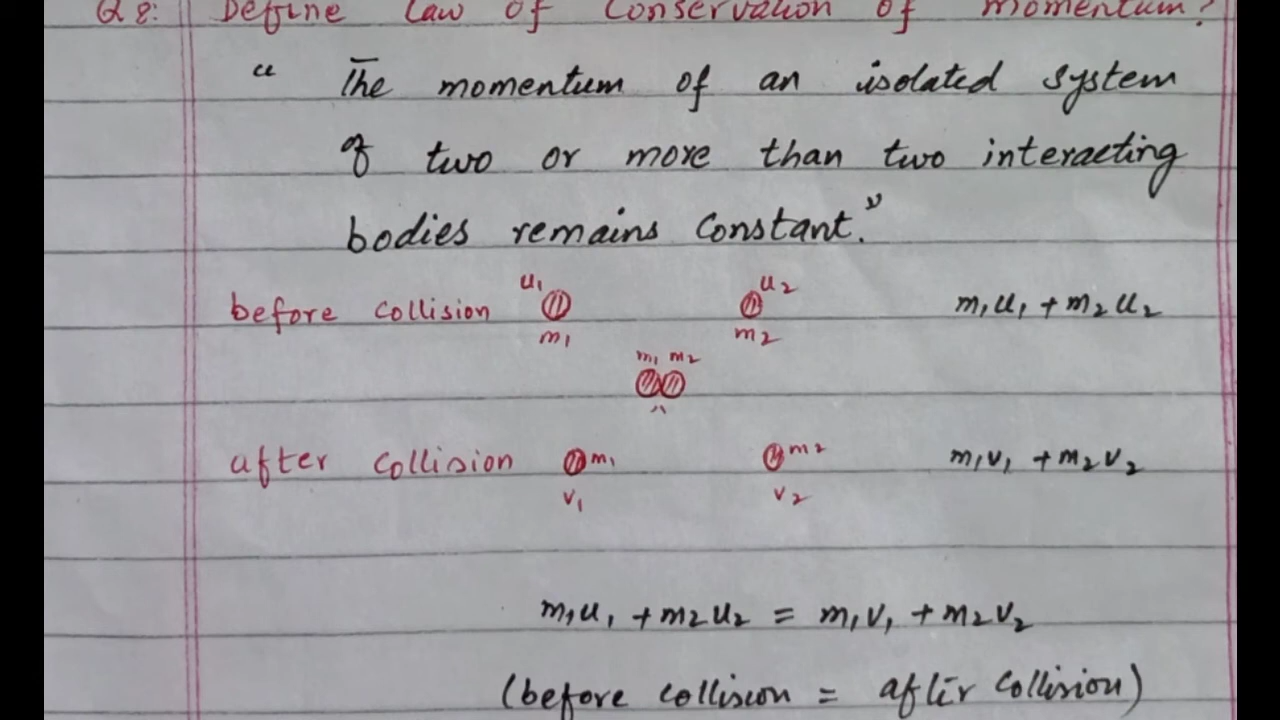 Q 8: Define Law of Conservation of momentum?
“ The momentum of an isolated system
of two or more than two interacting
bodies remains Constant.”
before collision u₁ u₂ m₁u₁ + m₂u₂
m₁ m₂
m₁ m₂
after collision m₁ m₂ m₁v₁ + m₂v₂
v₁ v₂
m₁u₁ + m₂u₂ = m₁v₁ + m₂v₂
(before collision = after collision)